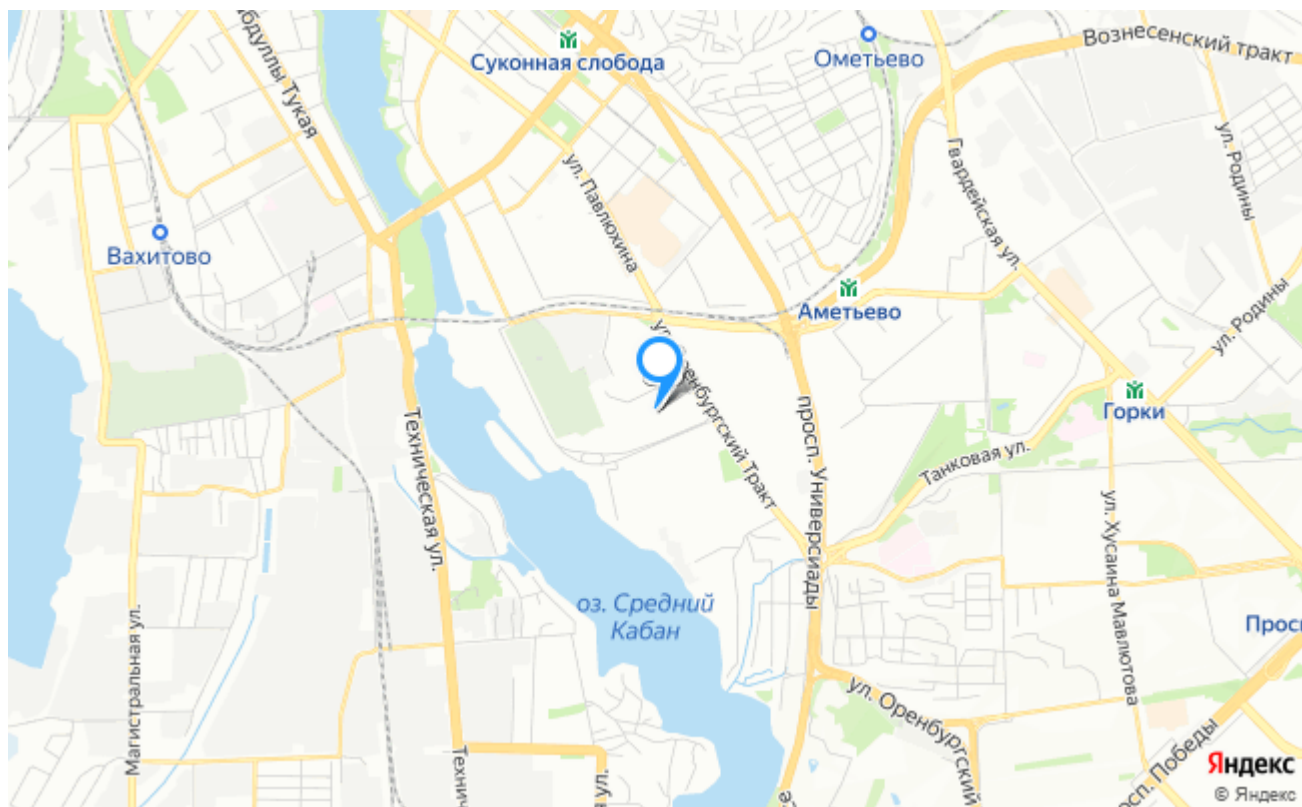 Абдуллы Тукая
Суконная слобода
Ометьево
Вознесенский тракт
ул. Родины
Гвардейская ул.
ул. Павлюхина
Вахитово
Аметьево
ул. Родины
ул. Оренбургский Тракт
Горки
Техническая ул.
просп. Универсиады
Танковая ул.
ул. Хусаина Мавлютова
оз. Средний
Кабан
Магистральная ул.
ул. Оренбургский
просп. Победы
Яндекс
© Яндекс